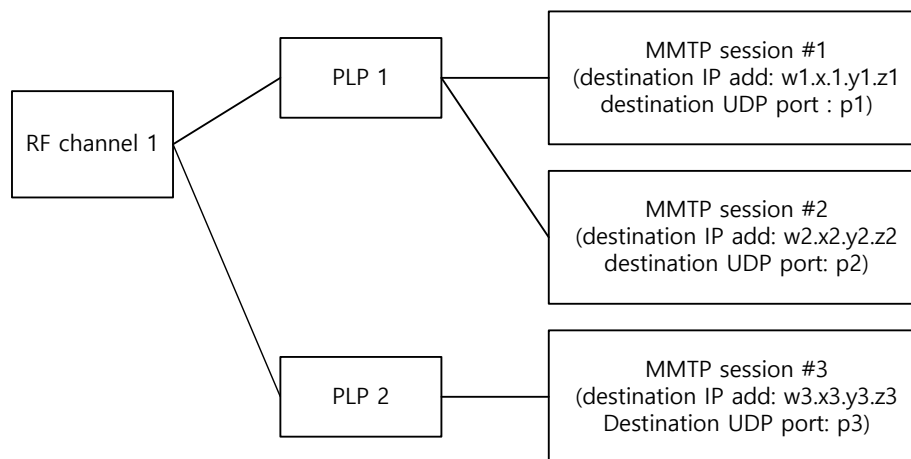 RF channel 1
PLP 1
PLP 2
MMTP session #1
(destination IP add: w1.x.1.y1.z1
destination UDP port : p1)
MMTP session #2
(destination IP add: w2.x2.y2.z2
destination UDP port: p2)
MMTP session #3
(destination IP add: w3.x3.y3.z3
Destination UDP port: p3)